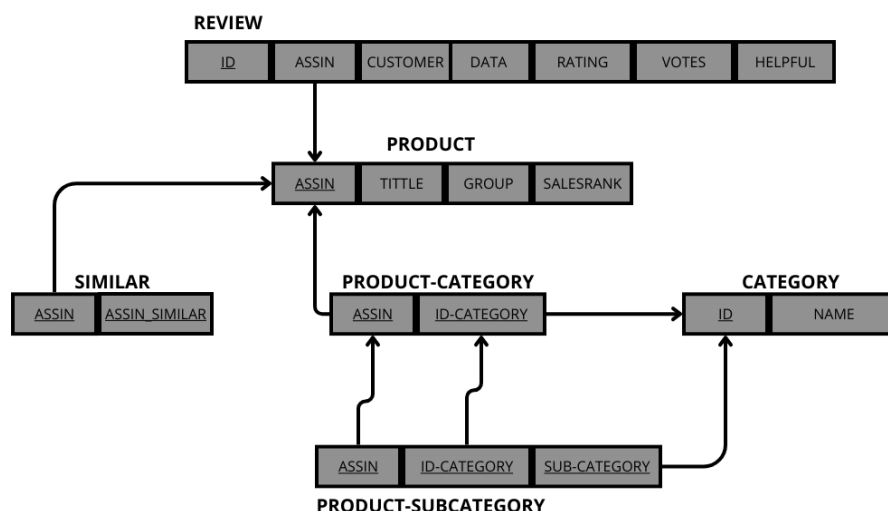 REVIEW
ID ASSIN CUSTOMER DATA RATING VOTES HELPFUL
PRODUCT
ASSIN TITTLE GROUP SALESRANK
SIMILAR PRODUCT-CATEGORY CATEGORY
ASSIN ASSIN_SIMILAR ASSIN ID-CATEGORY ID NAME
ASSIN ID-CATEGORY SUB-CATEGORY
PRODUCT-SUBCATEGORY